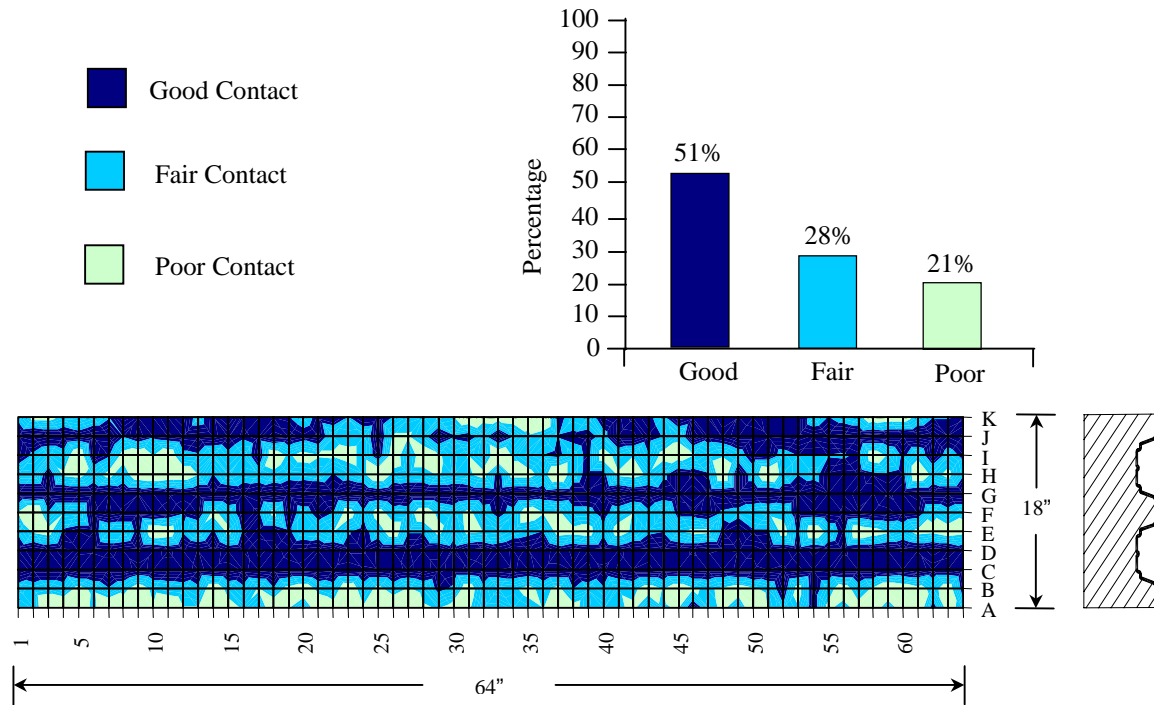 Good Contact
Fair Contact
Poor Contact
Percentage
100
90
80
70
60
50
40
30
20
10
0
51%
28%
21%
Good Fair Poor
K
J
I
H
G
F
E
D
C
B
A
1 5 10 15 20 25 30 35 40 45 50 55 60
64”
18”